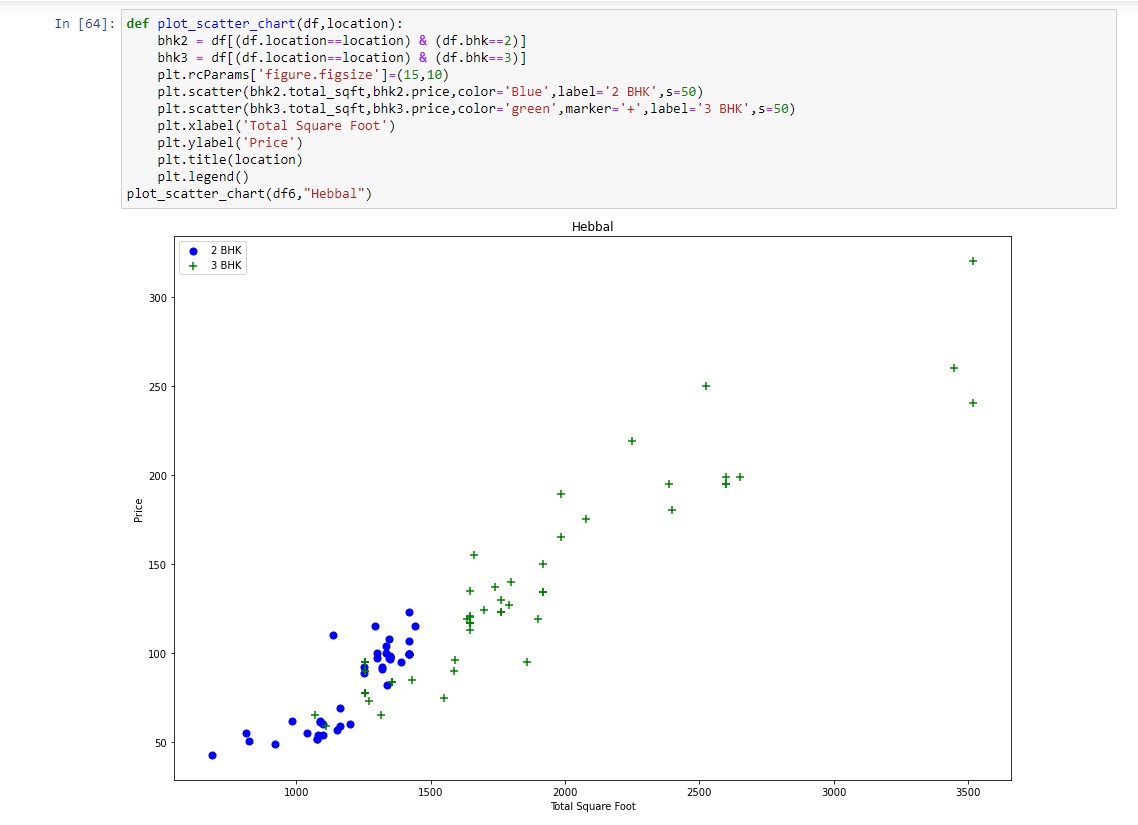 In [64]: def plot_scatter_chart(df,location):
    bhk2 = df[(df.location==location) & (df.bhk==2)]
    bhk3 = df[(df.location==location) & (df.bhk==3)]
    plt.rcParams['figure.figsize']=(15,10)
    plt.scatter(bhk2.total_sqft,bhk2.price,color='Blue',label='2 BHK',s=50)
    plt.scatter(bhk3.total_sqft,bhk3.price,color='green',marker='+',label='3 BHK',s=50)
    plt.xlabel('Total Square Foot')
    plt.ylabel('Price')
    plt.title(location)
    plt.legend()
plot_scatter_chart(df6,"Hebbal")
Hebbal
2 BHK
3 BHK
300
250
200
150
100
50
Price
1000 1500 2000 2500 3000 3500
Total Square Foot